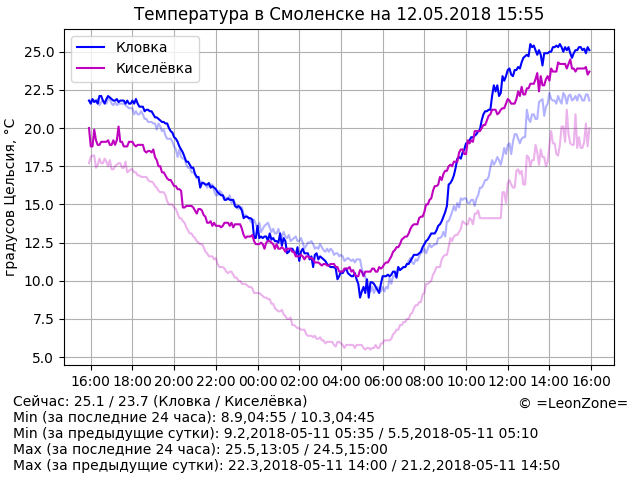 Температура в Смоленске на 12.05.2018 15:55
Кловка
Киселёвка
градусов Цельсия, °C
25.0
22.5
20.0
17.5
15.0
12.5
10.0
7.5
5.0
16:00 18:00 20:00 22:00 00:00 02:00 04:00 06:00 08:00 10:00 12:00 14:00 16:00
Сейчас: 25.1 / 23.7 (Кловка / Киселёвка)
© =LeonZone=
Min (за последние 24 часа): 8.9,04:55 / 10.3,04:45
Min (за предыдущие сутки): 9.2,2018-05-11 05:35 / 5.5,2018-05-11 05:10
Max (за последние 24 часа): 25.5,13:05 / 24.5,15:00
Max (за предыдущие сутки): 22.3,2018-05-11 14:00 / 21.2,2018-05-11 14:50